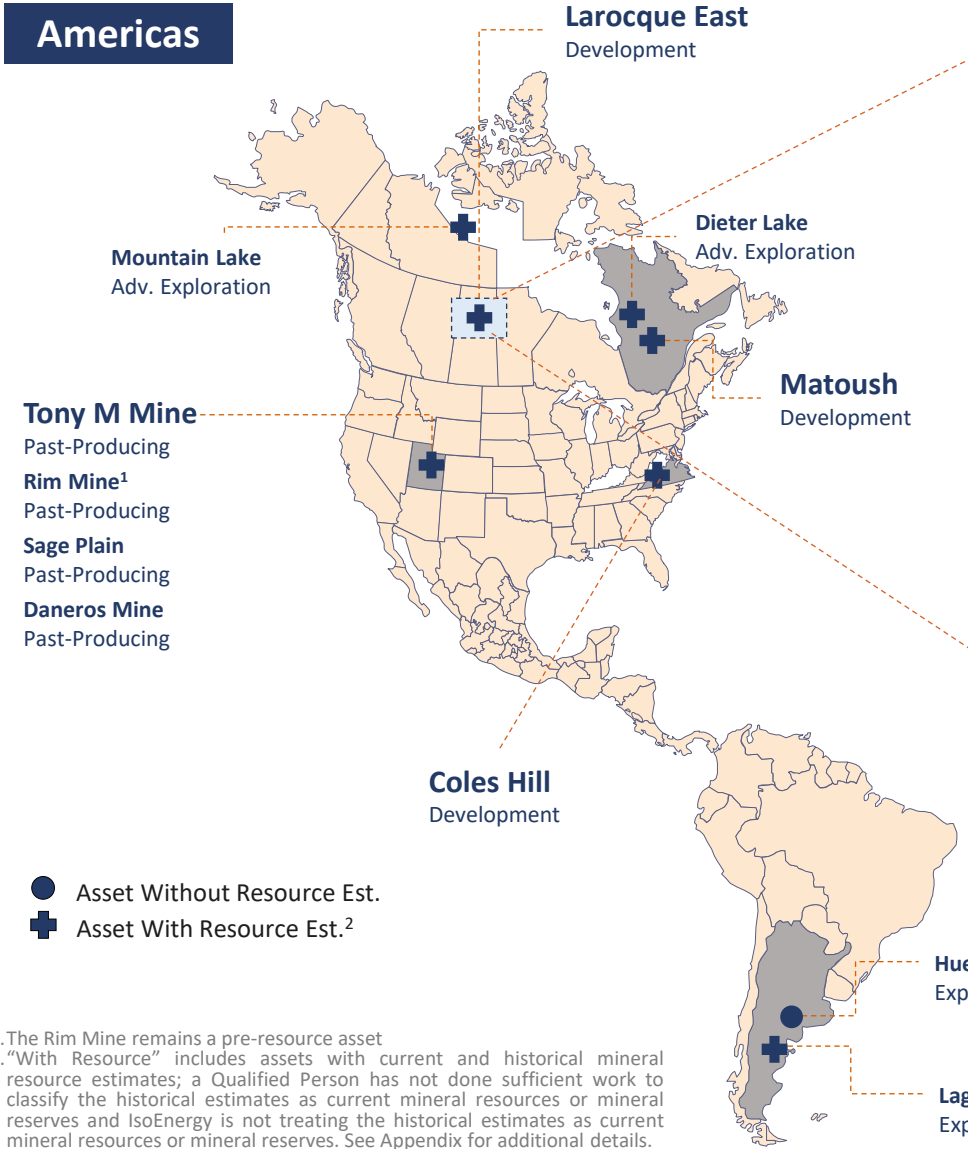 Americas
Larocque East
Development
Mountain Lake
Adv. Exploration
Dieter Lake
Adv. Exploration
Matoush
Development
Tony M Mine
Past-Producing
Rim Mine¹
Past-Producing
Sage Plain
Past-Producing
Daneros Mine
Past-Producing
Coles Hill
Development
Asset Without Resource Est.
Asset With Resource Est.²
.The Rim Mine remains a pre-resource asset
."With Resource" includes assets with current and historical mineral
resource estimates; a Qualified Person has not done sufficient work to
classify the historical estimates as current mineral resources or mineral
reserves and IsoEnergy is not treating the historical estimates as current
mineral resources or mineral reserves. See Appendix for additional details.